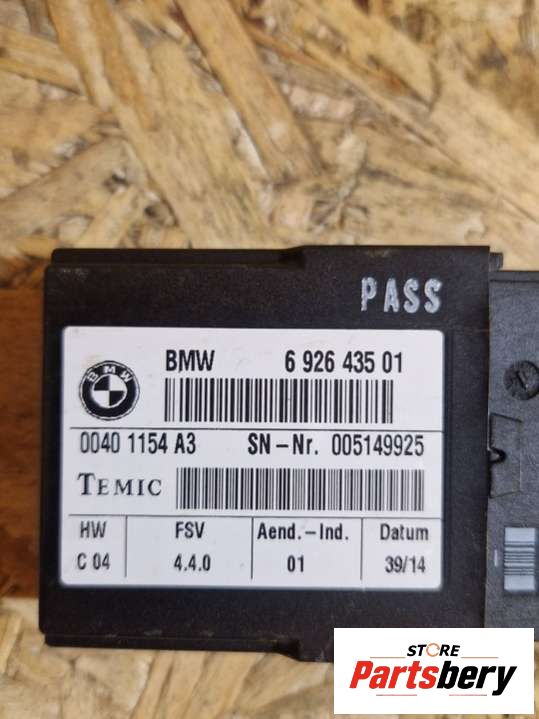 PASS
BMW
BMW 6 926 435 01
0040 1154 A3 SN-Nr. 005149925
TEMIC
HW FSV Aend.-Ind. Datum
C 04 4.4.0 01 39/14
STORE
Partsbery